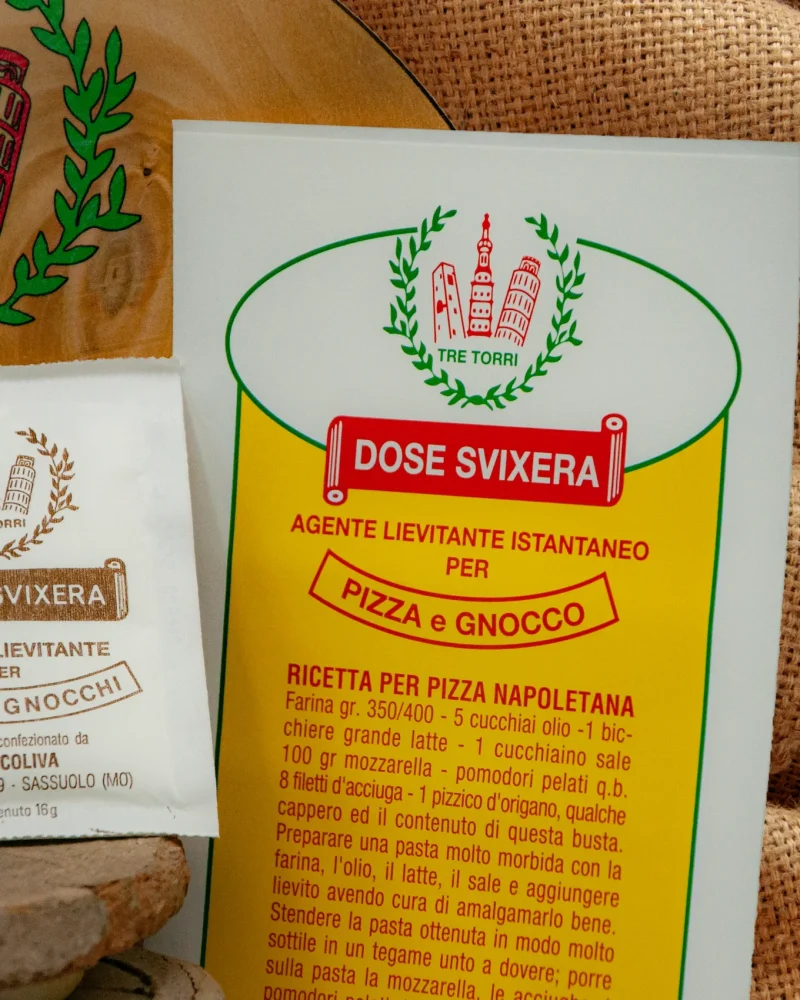 TRE TORRI
DOSE SVIXERA
AGENTE LIEVITANTE ISTANTANEO
PER
PIZZA e GNOCCO
RICETTA PER PIZZA NAPOLETANA
Farina gr. 350/400 - 5 cucchiai olio -1 bic-
chiere grande latte - 1 cucchiaino sale
100 gr mozzarella - pomodori pelati q.b.
8 filetti d'acciuga - 1 pizzico d'origano, qualche
cappero ed il contenuto di questa busta.
Preparare una pasta molto morbida con la
farina, l'olio, il latte, il sale e aggiungere
lievito avendo cura di amalgamarlo bene.
Stendere la pasta ottenuta in modo molto
sottile in un tegame unto a dovere; porre
sulla pasta la mozzarella, le
pomodori
SVIXERA
LIEVITANTE
GNOCCHI
confezionato da
COLIVA
9 - SASSUOLO (MO)
16g